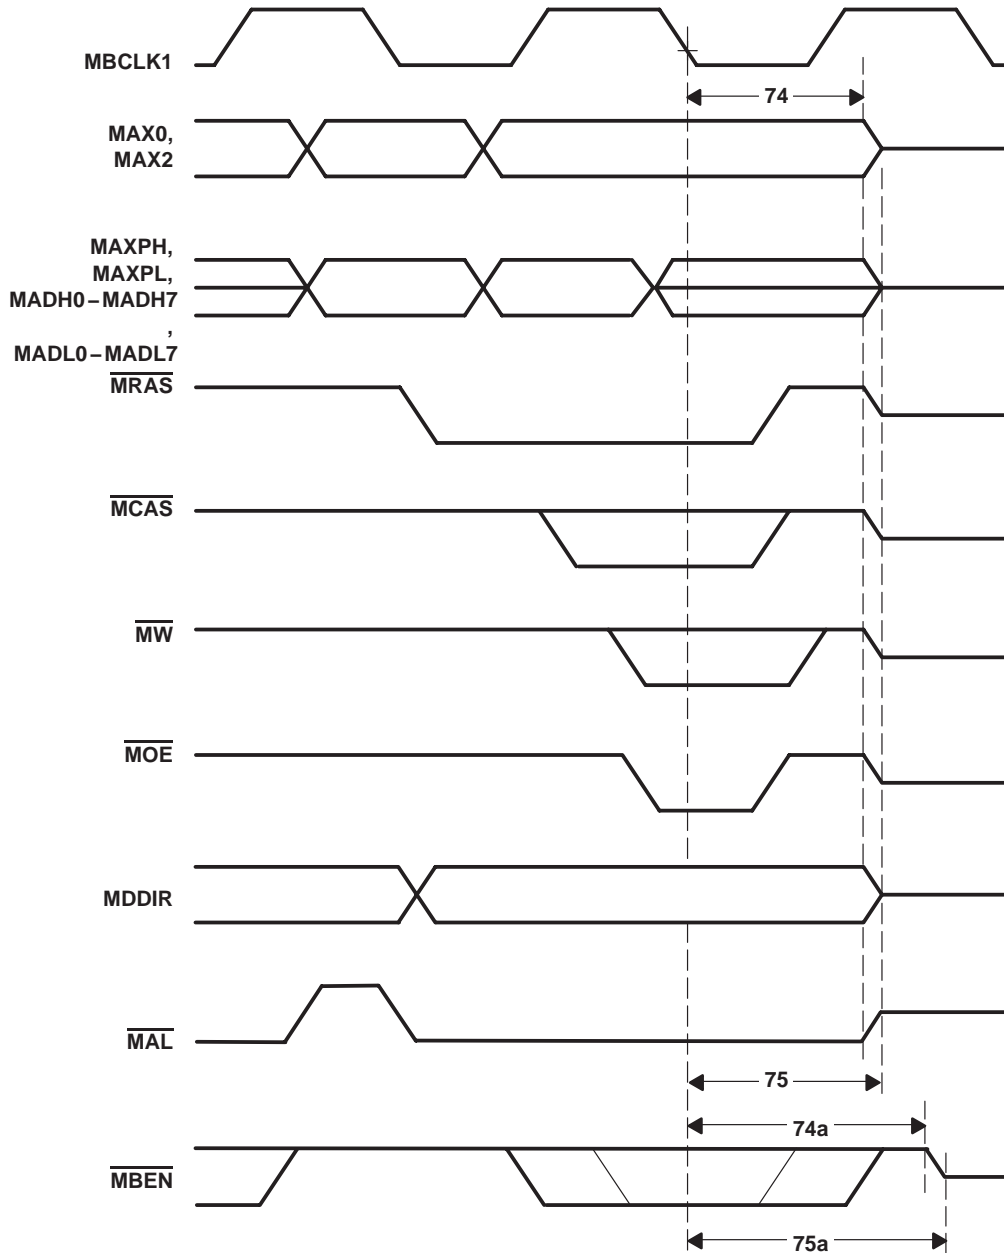 MBCLK1
74
MAX0,
MAX2
MAXPH,
MAXPL,
MADH0–MADH7
,
MADL0–MADL7
MRAS
MCAS
MW
MOE
MDDIR
MAL
75
74a
MBEN
75a